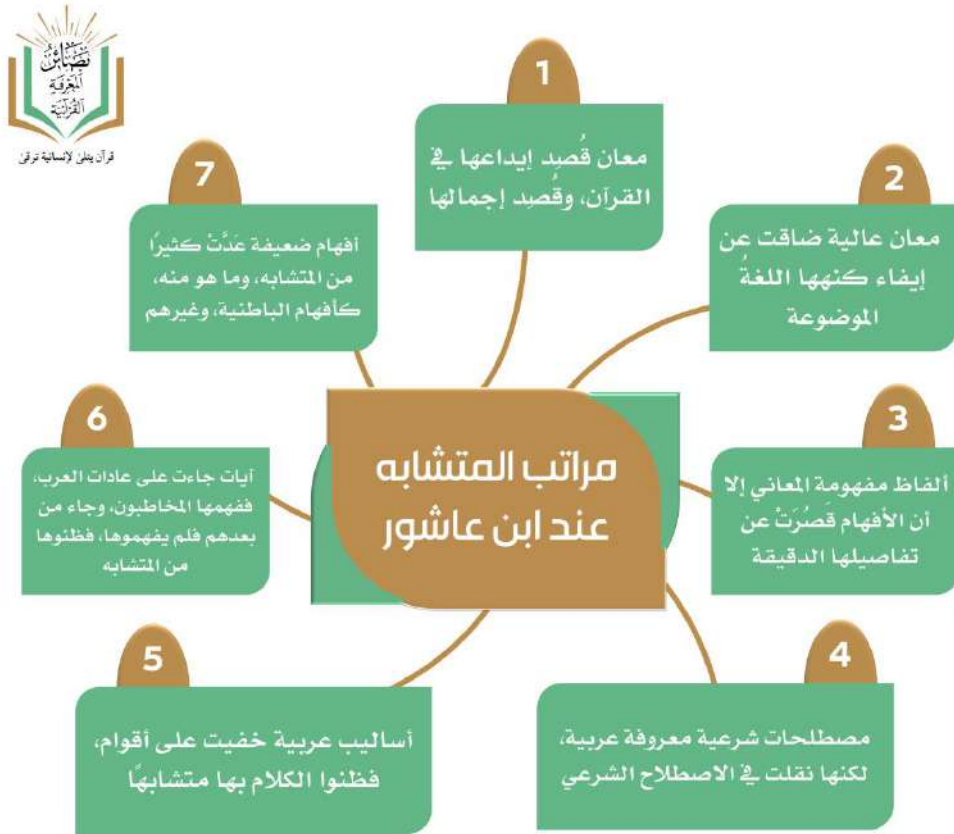 بصائر
المعرفة
القرآنية
قرآن يتلى لإنسانية ترقى
مراتب المتشابه
عند ابن عاشور
1
معان قُصِد إيداعها في
القرآن، وقُصِد إجمالها
2
معان عالية ضاقت عن
إيفاء كنهها اللغةُ
الموضوعة
3
ألفاظ مفهومة المعاني إلا
أن الأفهام قَصُرَتْ عن
تفاصيلها الدقيقة
4
مصطلحات شرعية معروفة عربية،
لكنها نقلت في الاصطلاح الشرعي
5
أساليب عربية خفيت على أقوام،
فظنوا الكلام بها متشابهًا
6
آيات جاءت على عادات العرب،
ففهمها المخاطبون، وجاء من
بعدهم فلم يفهموها، فظنوها
من المتشابه
7
أفهام ضعيفة عَدَّتْ كثيرًا
من المتشابه، وما هو منه،
كأفهام الباطنية، وغيرهم